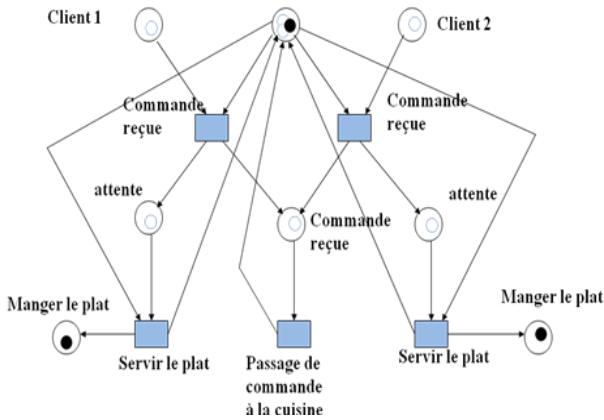 Client 1
Client 2
Commande
reçue
Commande
reçue
attente
attente
Commande
reçue
Manger le plat
Manger le plat
Servir le plat
Passage de
commande
à la cuisine
Servir le plat